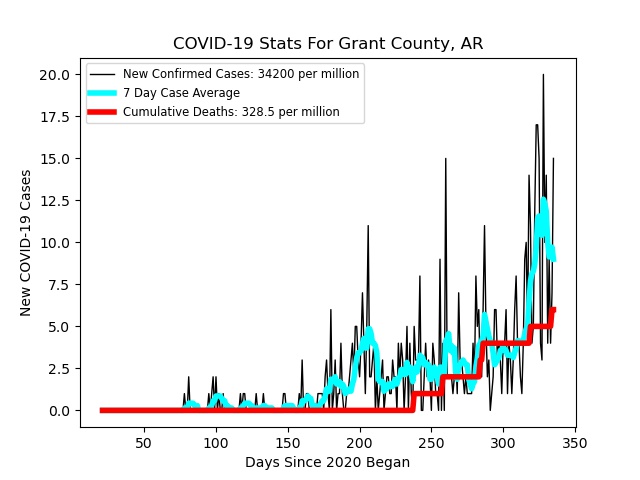 COVID-19 Stats For Grant County, AR
New Confirmed Cases: 34200 per million
7 Day Case Average
Cumulative Deaths: 328.5 per million
New COVID-19 Cases
20.0
17.5
15.0
12.5
10.0
7.5
5.0
2.5
0.0
50 100 150 200 250 300 350
Days Since 2020 Began